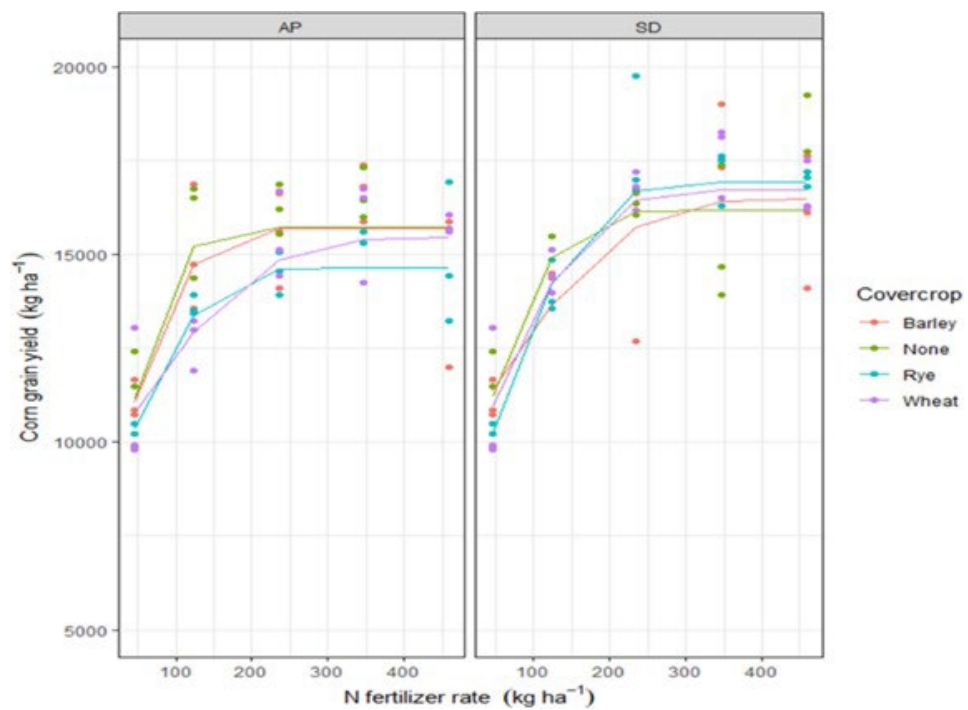 AP
SD
20000
15000
10000
5000
Corn grain yield (kg ha⁻¹)
100
200
300
400
100
200
300
400
N fertilizer rate (kg ha⁻¹)
Covercrop
Barley
None
Rye
Wheat